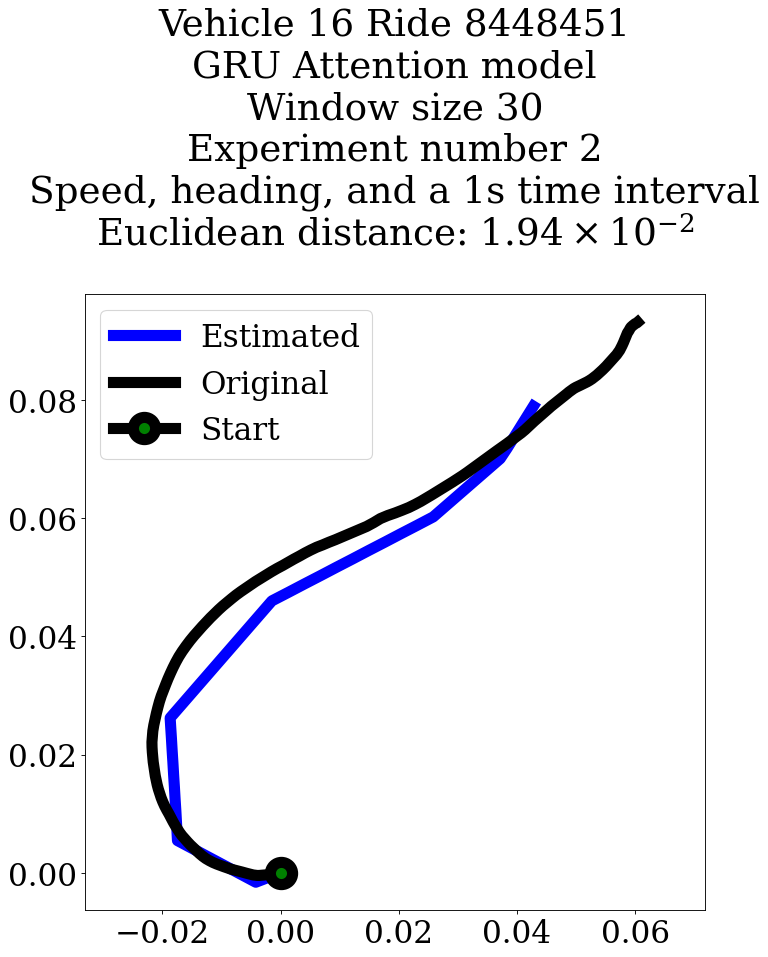 Vehicle 16 Ride 8448451
GRU Attention model
Window size 30
Experiment number 2
Speed, heading, and a 1s time interval
Euclidean distance: 1.94 × 10⁻²
Estimated
Original
Start
0.08
0.06
0.04
0.02
0.00
−0.02 0.00 0.02 0.04 0.06